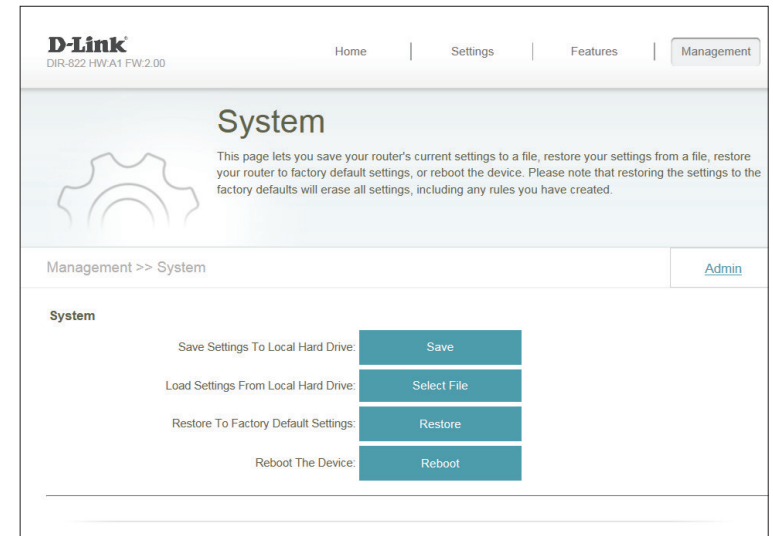 D-Link
DIR-822 HW:A1 FW:2.00
Home
Settings
Features
Management
System
This page lets you save your router's current settings to a file, restore your settings from a file, restore
your router to factory default settings, or reboot the device. Please note that restoring the settings to the
factory defaults will erase all settings, including any rules you have created.
Management >> System
Admin
System
Save Settings To Local Hard Drive: Save
Load Settings From Local Hard Drive: Select File
Restore To Factory Default Settings: Restore
Reboot The Device: Reboot